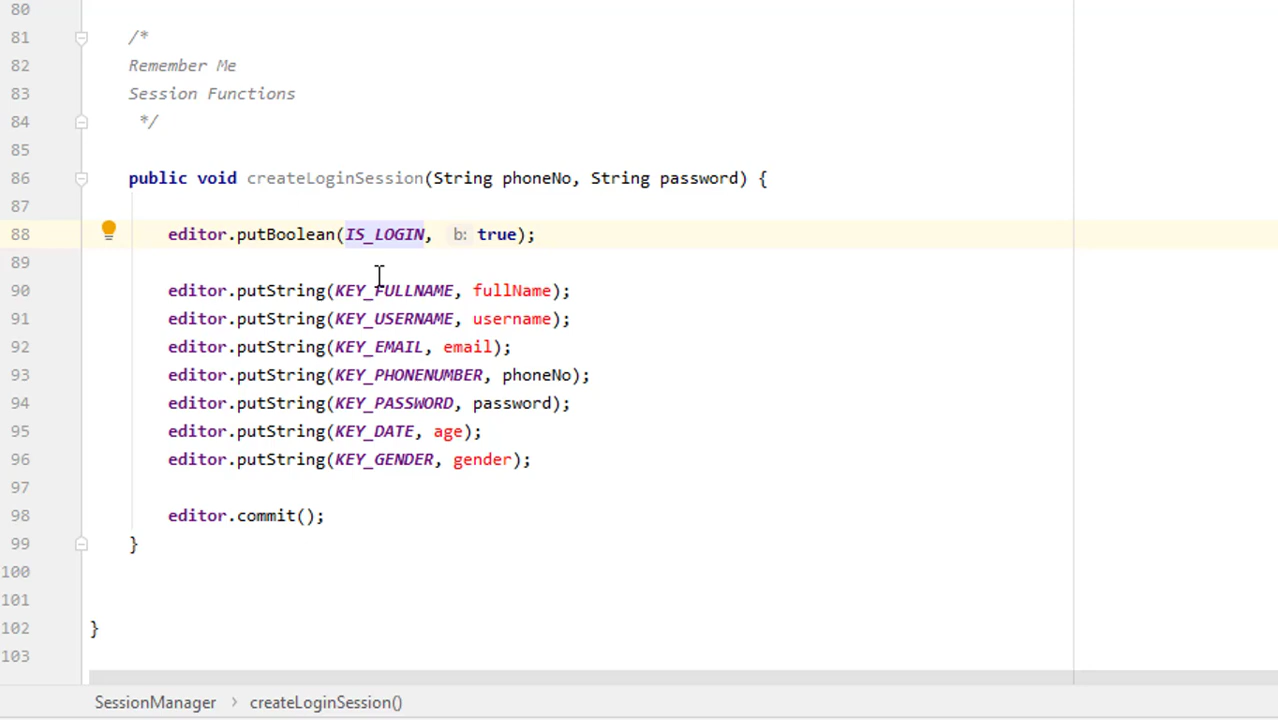 80
81 /*
82 Remember Me
83 Session Functions
84 */
85
86 public void createLoginSession(String phoneNo, String password) {
87
88 editor.putBoolean(IS_LOGIN, b: true);
89
90 editor.putString(KEY_FULLNAME, fullName);
91 editor.putString(KEY_USERNAME, username);
92 editor.putString(KEY_EMAIL, email);
93 editor.putString(KEY_PHONENUMBER, phoneNo);
94 editor.putString(KEY_PASSWORD, password);
95 editor.putString(KEY_DATE, age);
96 editor.putString(KEY_GENDER, gender);
97
98 editor.commit();
99 }
100
101
102 }
103
SessionManager > createLoginSession()